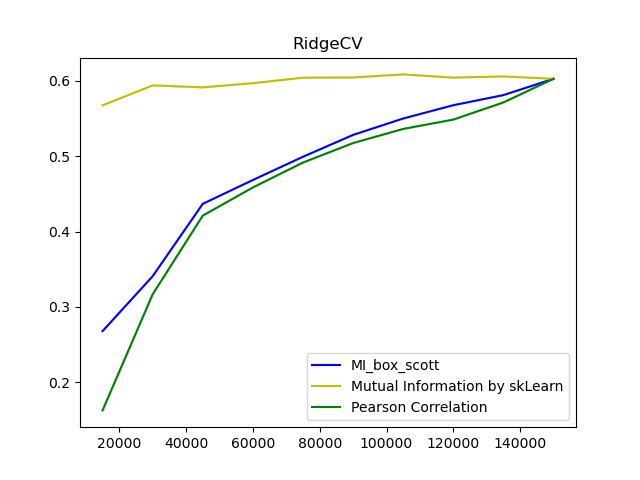 RidgeCV
0.6
0.5
0.4
0.3
0.2
MI_box_scott
Mutual Information by skLearn
Pearson Correlation
20000 40000 60000 80000 100000 120000 140000